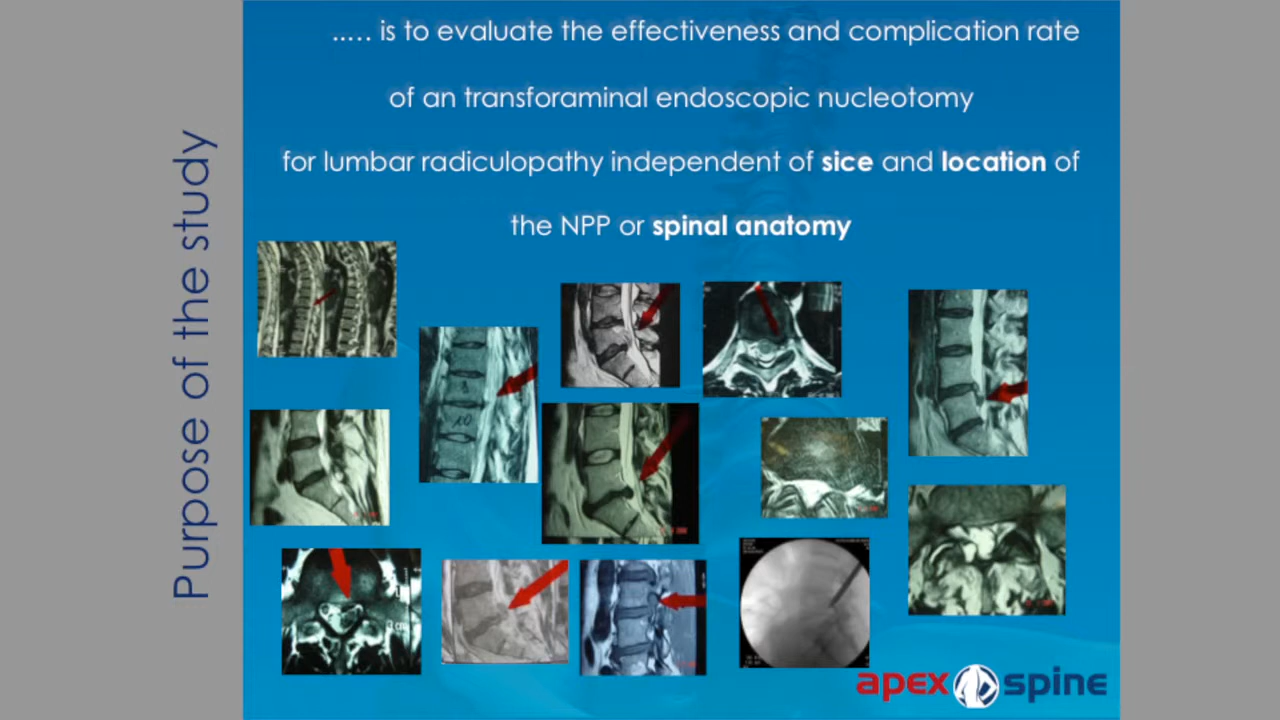 Purpose of the study
..... is to evaluate the effectiveness and complication rate
of an transforaminal endoscopic nucleotomy
for lumbar radiculopathy independent of sice and location of
the NPP or spinal anatomy
10
apex spine